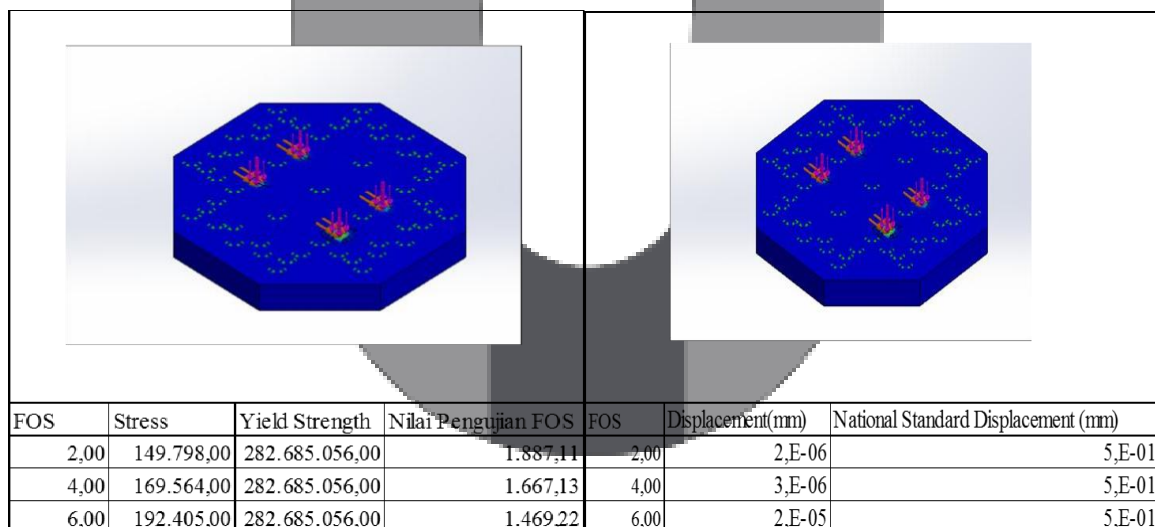 FOS Stress Yield Strength Nilai Pengujian FOS FOS Displacement(mm) National Standard Displacement (mm)
2,00 149.798,00 282.685.056,00 1.887,11 2,00 2,E-06 5,E-01
4,00 169.564,00 282.685.056,00 1.667,13 4,00 3,E-06 5,E-01
6,00 192.405,00 282.685.056,00 1.469,22 6,00 2,E-05 5,E-01